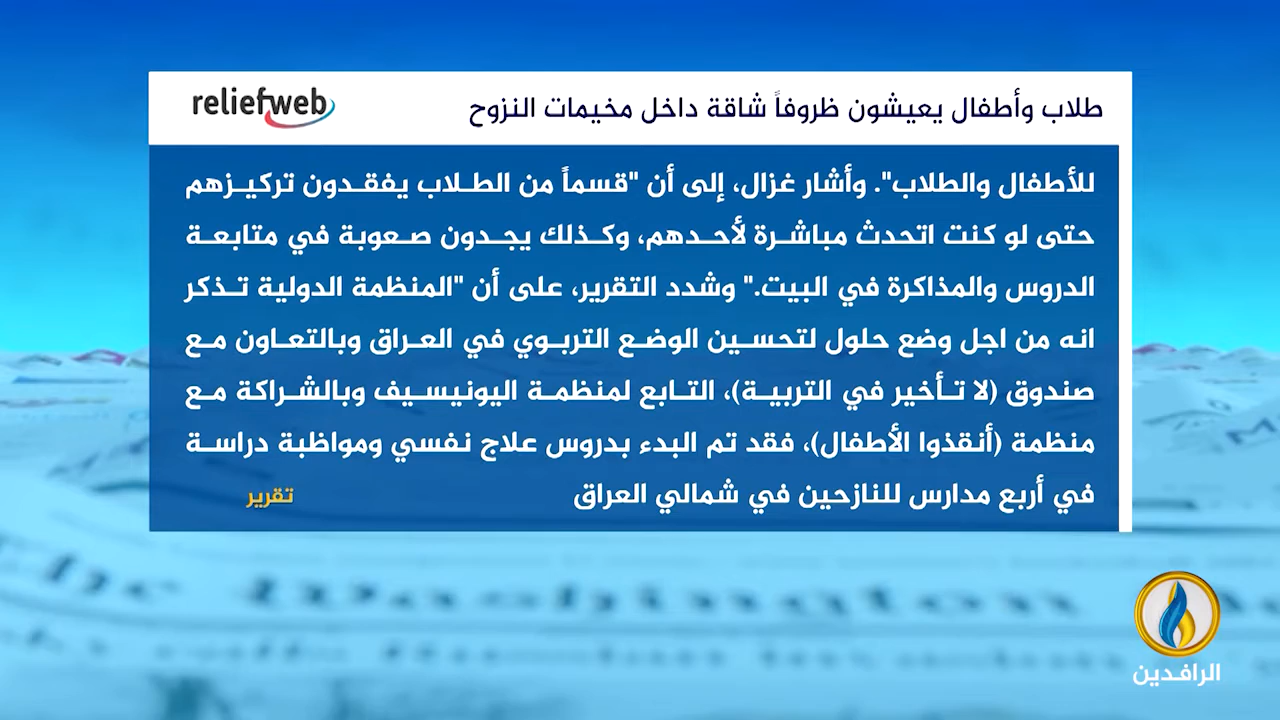 طلاب وأطفال يعيشون ظروفاً شاقة داخل مخيمات النزوح
reliefweb
للأطفال والطلاب". وأشار غزال، إلى أن "قسماً من الطلاب يفقدون تركيزهم
حتى لو كنت اتحدث مباشرة لأحدهم، وكذلك يجدون صعوبة في متابعة
الدروس والمذاكرة في البيت." وشدد التقرير، على أن "المنظمة الدولية تذكر
انه من اجل وضع حلول لتحسين الوضع التربوي في العراق وبالتعاون مع
صندوق (لا تأخير في التربية)، التابع لمنظمة اليونيسيف وبالشراكة مع
منظمة (أنقذوا الأطفال)، فقد تم البدء بدروس علاج نفسي ومواظبة دراسة
في أربع مدارس للنازحين في شمالي العراق
تقرير
Washington
الرافدين